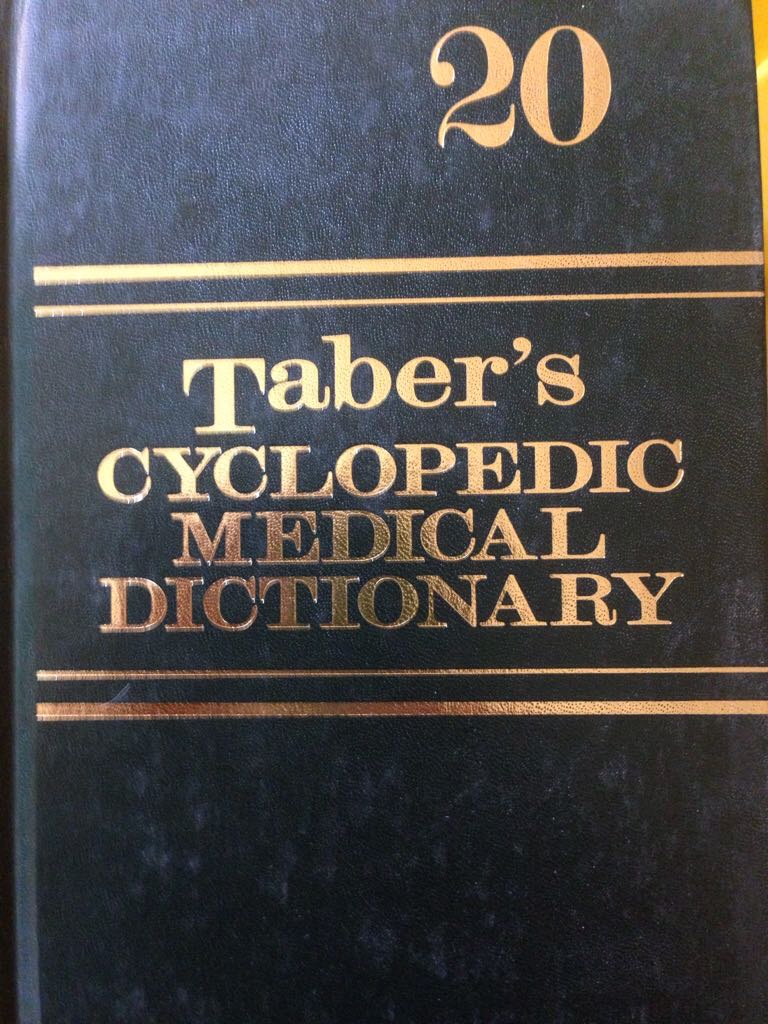 20
Taber's
CYCLOPEDIC
MEDICAL
DICTIONARY